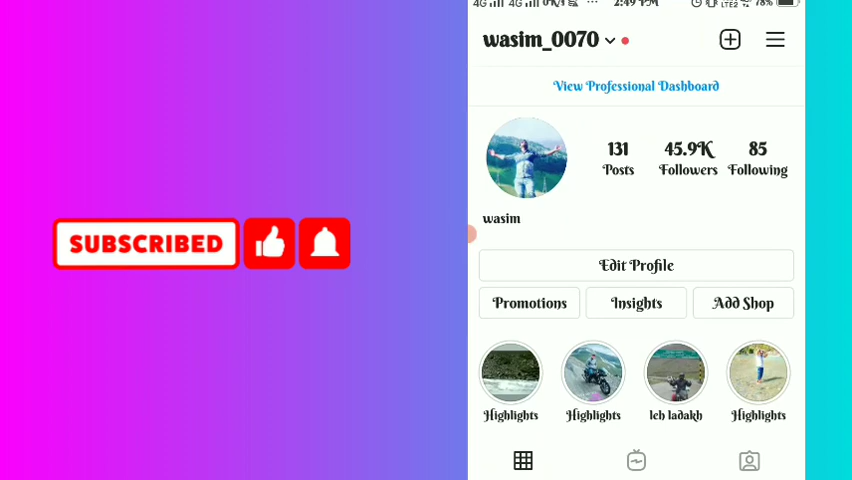 2:49 PM
78%
wasim_0070
View Professional Dashboard
131
Posts
45.9K
Followers
85
Following
wasim
Edit Profile
Promotions
Insights
Add Shop
Highlights
Highlights
leh ladakh
Highlights
SUBSCRIBED